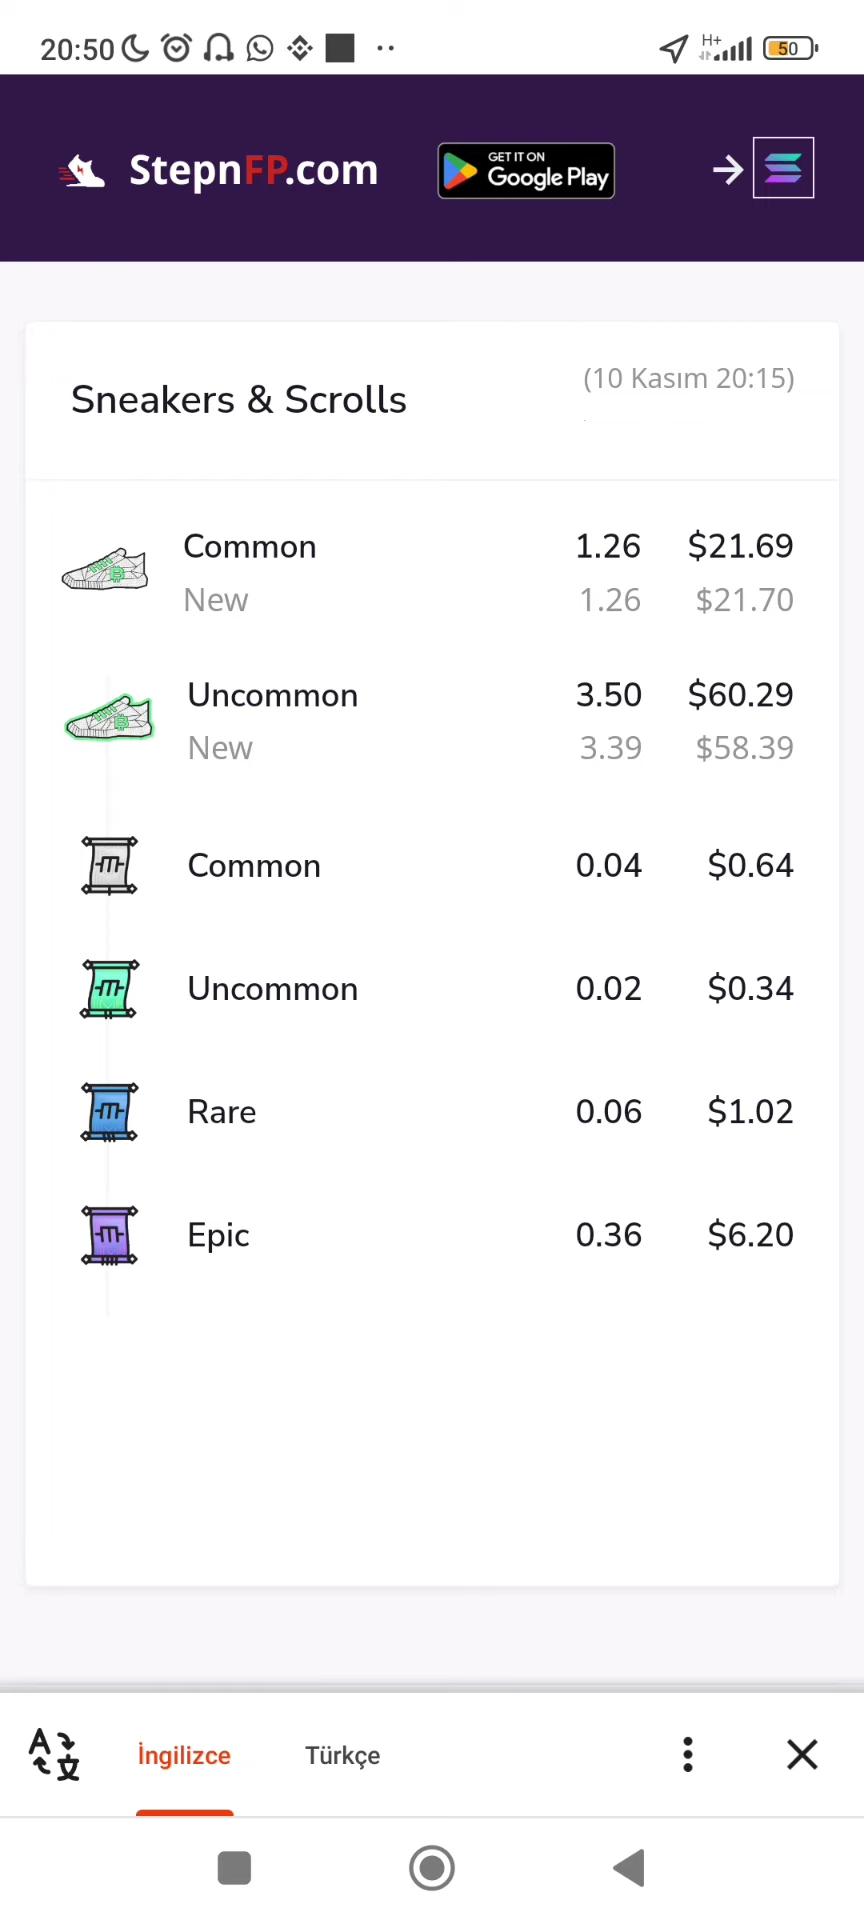 20:50
H+
50
StepnFP.com
GET IT ON
Google Play
Sneakers & Scrolls
(10 Kasım 20:15)
Common 1.26 $21.69
New 1.26 $21.70
Uncommon 3.50 $60.29
New 3.39 $58.39
Common 0.04 $0.64
Uncommon 0.02 $0.34
Rare 0.06 $1.02
Epic 0.36 $6.20
İngilizce Türkçe